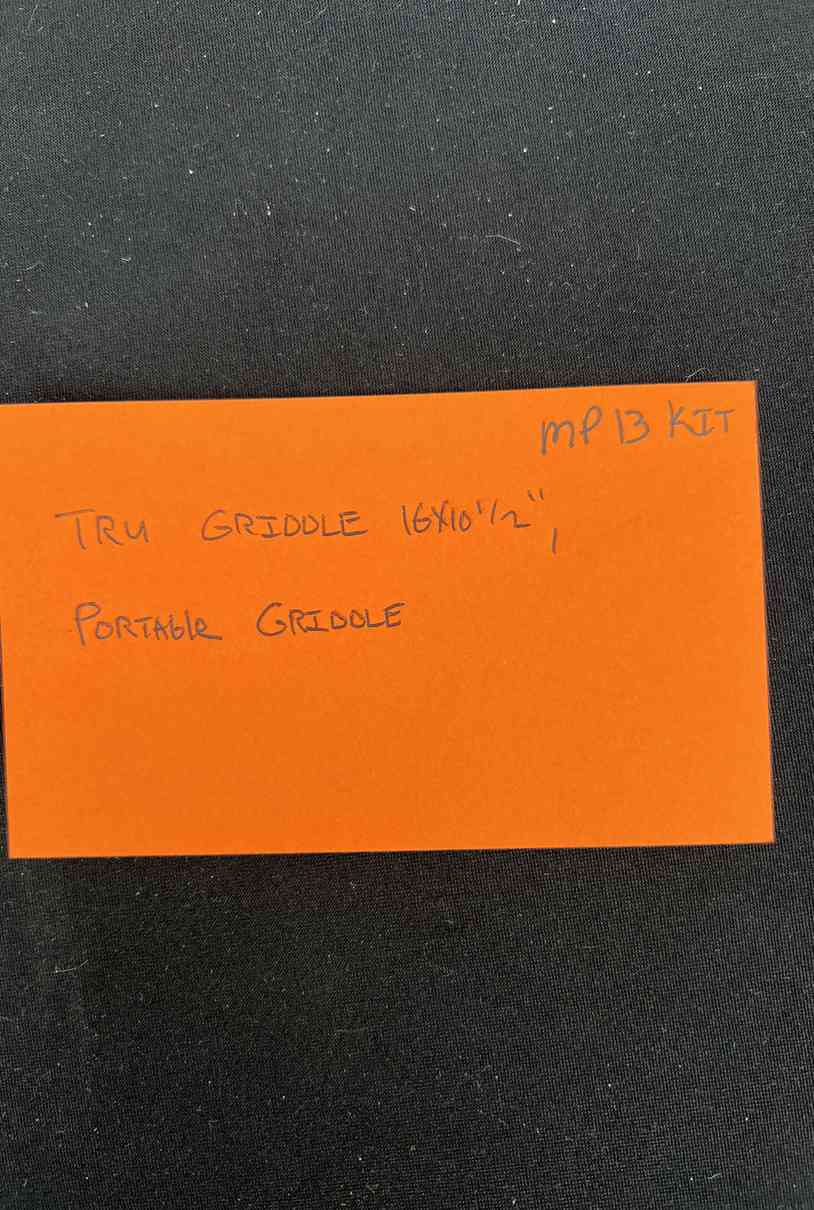 MP 13 KIT
TRU GRIDDLE 16X10 1/2",
PORTAblE GRIDDLE